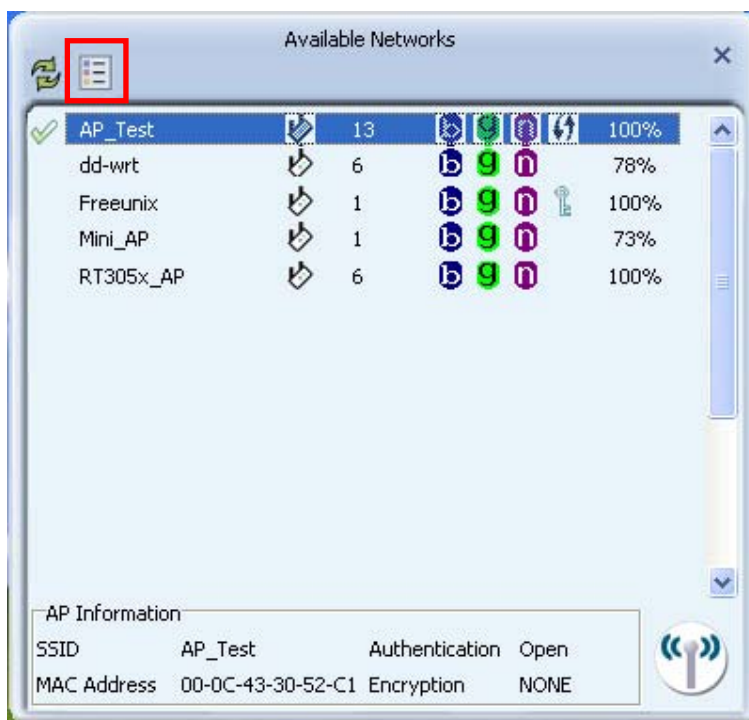 Available Networks
AP_Test 13 b g n 100%
dd-wrt 6 b g n 78%
Freeunix 1 b g n 100%
Mini_AP 1 b g n 73%
RT305x_AP 6 b g n 100%
AP Information
SSID AP_Test Authentication Open
MAC Address 00-0C-43-30-52-C1 Encryption NONE